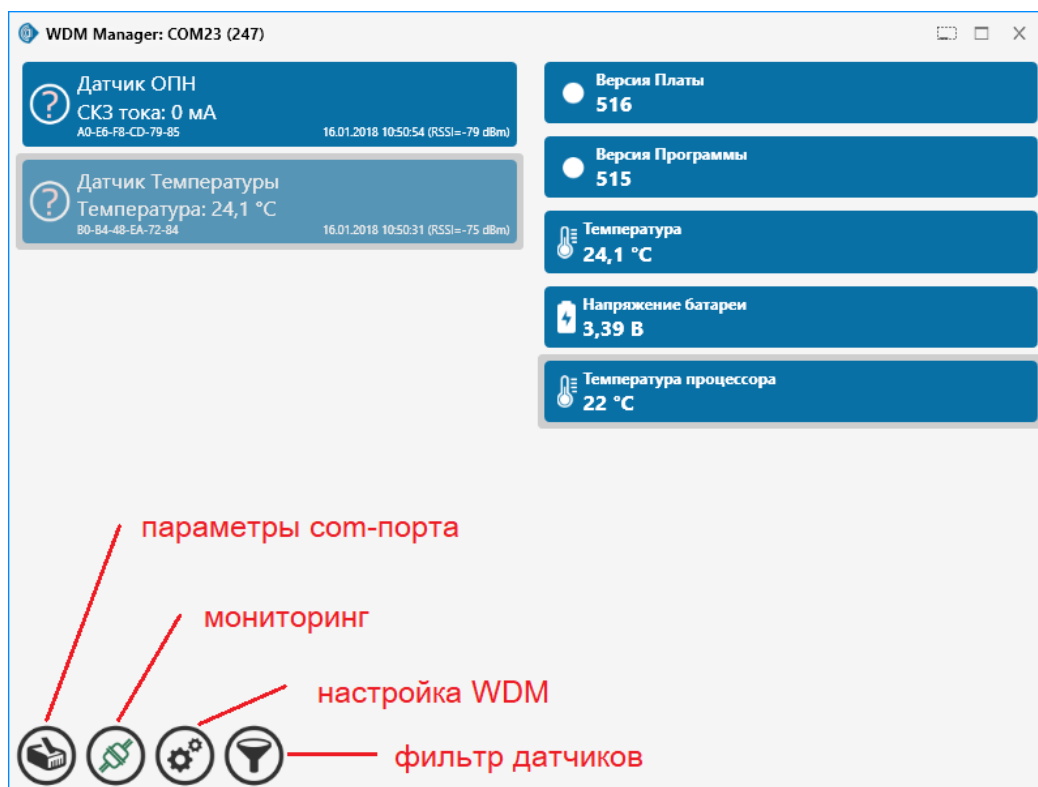 WDM Manager: COM23 (247)
Датчик ОПН
СКЗ тока: 0 мА
A0-E6-F8-CD-79-85 16.01.2018 10:50:54 (RSSI=-79 dBm)
Датчик Температуры
Температура: 24,1 °C
B0-B4-48-EA-72-84 16.01.2018 10:50:31 (RSSI=-75 dBm)
Версия Платы
516
Версия Программы
515
Температура
24,1 °C
Напряжение батареи
3,39 В
Температура процессора
22 °C
параметры com-порта
мониторинг
настройка WDM
фильтр датчиков